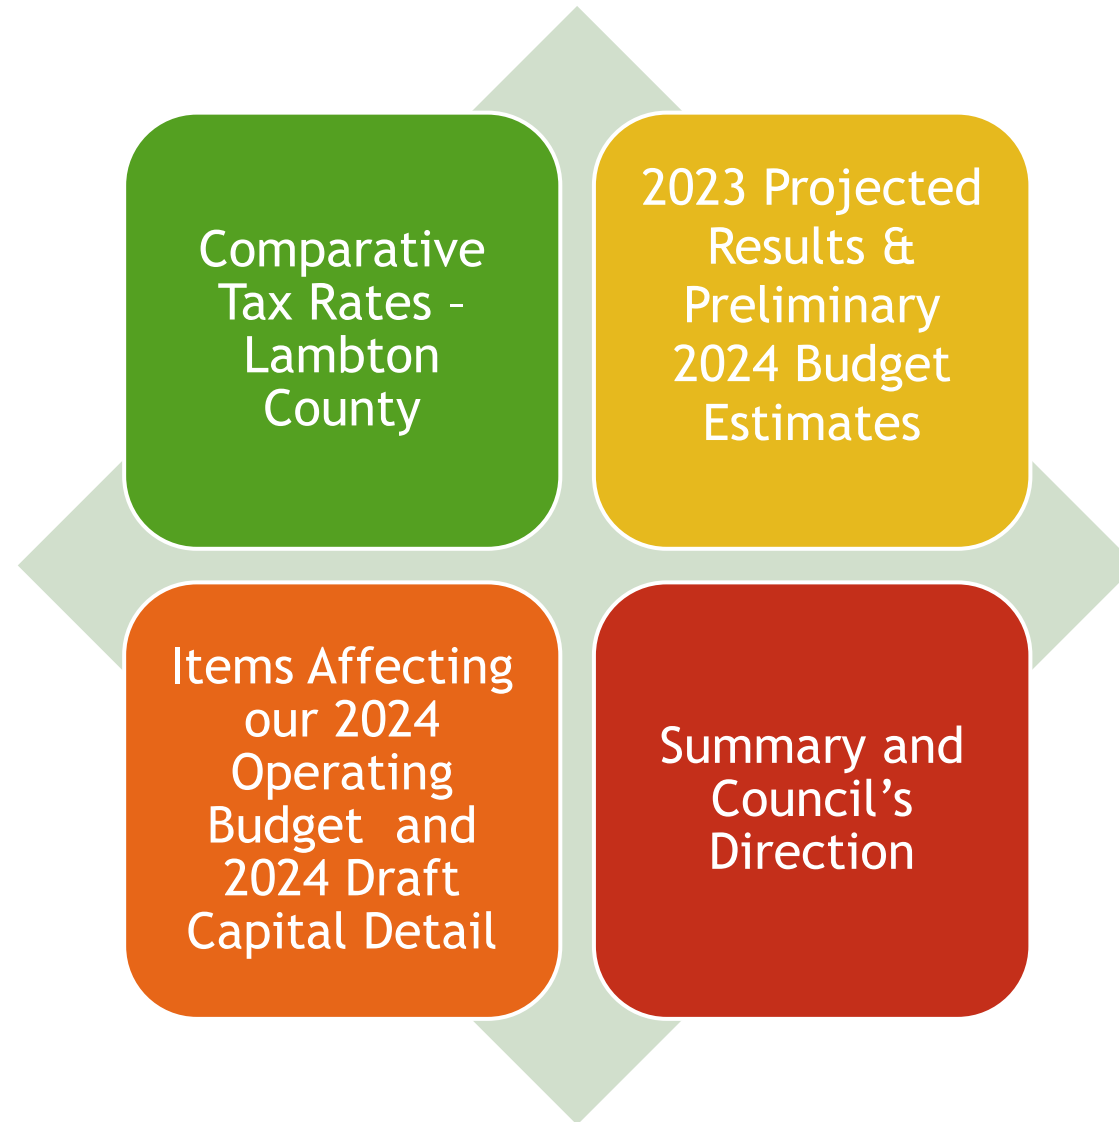 Comparative
Tax Rates –
Lambton
County
2023 Projected
Results &
Preliminary
2024 Budget
Estimates
Items Affecting
our 2024
Operating
Budget  and
2024 Draft
Capital Detail
Summary and
Council’s
Direction